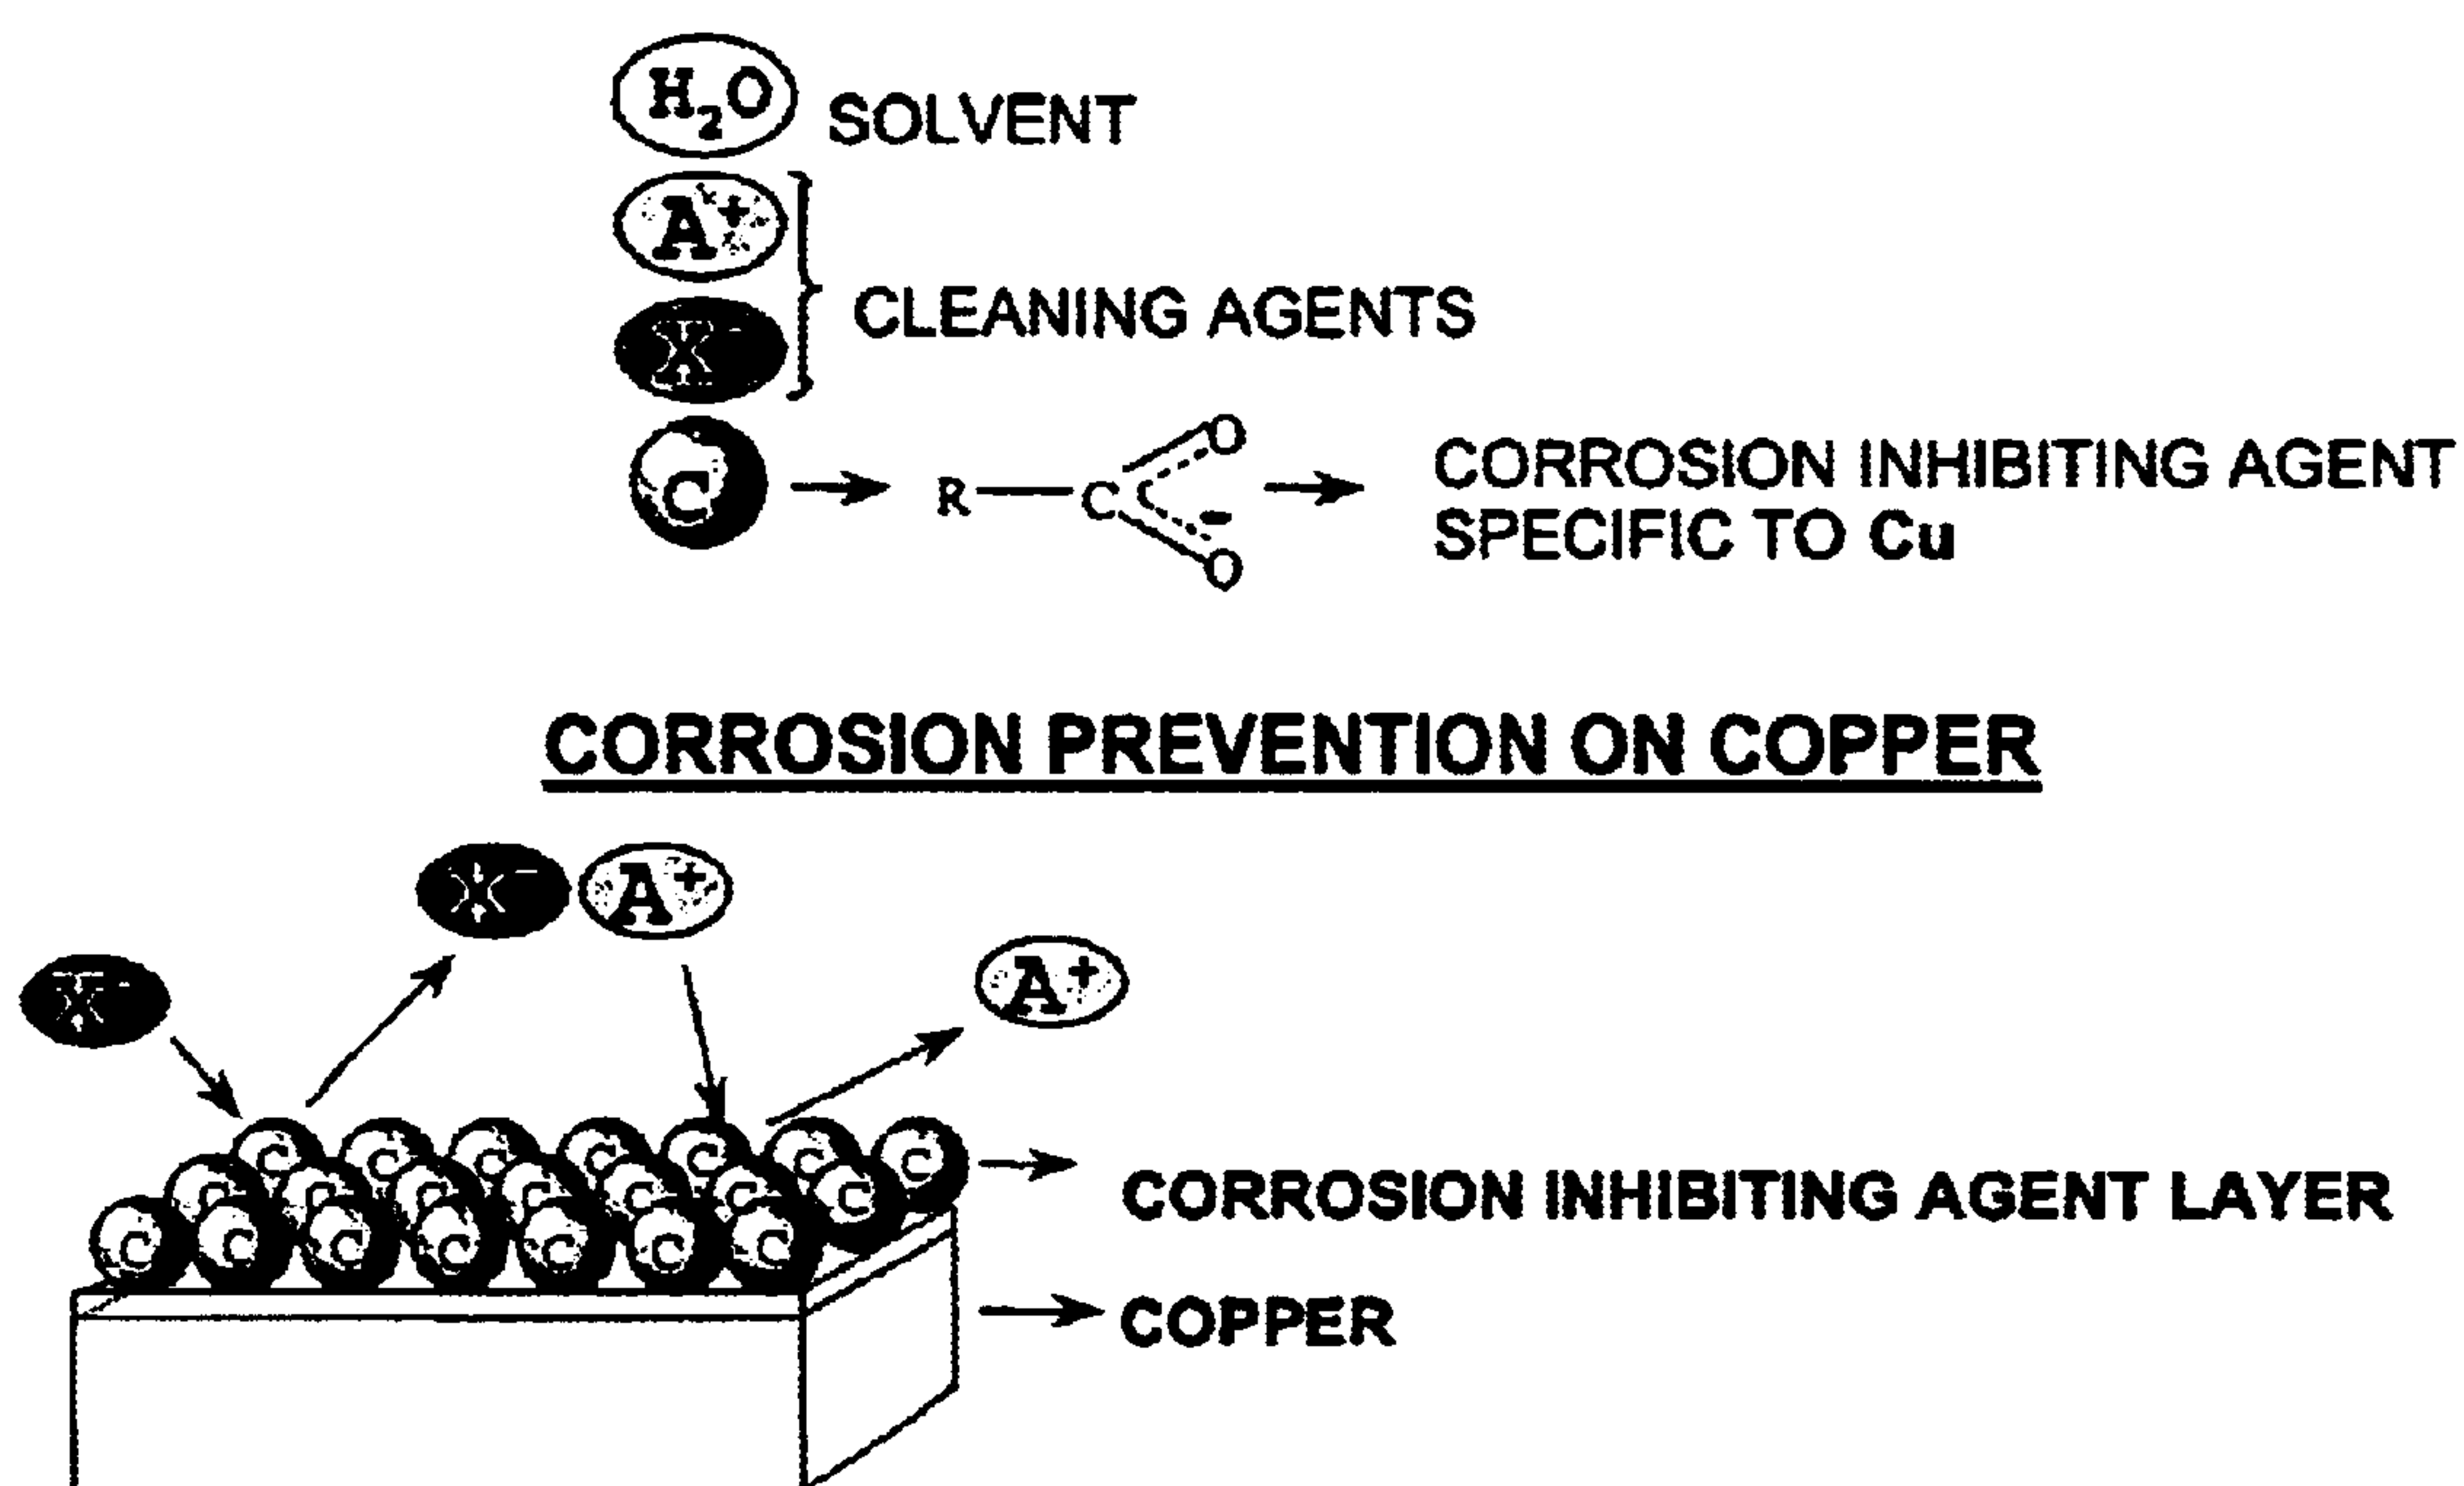 H₂O SOLVENT
A+
X-
CLEANING AGENTS
C
R C O O -
CORROSION INHIBITING AGENT
SPECIFIC TO Cu
CORROSION PREVENTION ON COPPER
X- A+
X- A+
C C C C C C C
C C C C C C C
C C C C C C C
CORROSION INHIBITING AGENT LAYER
COPPER